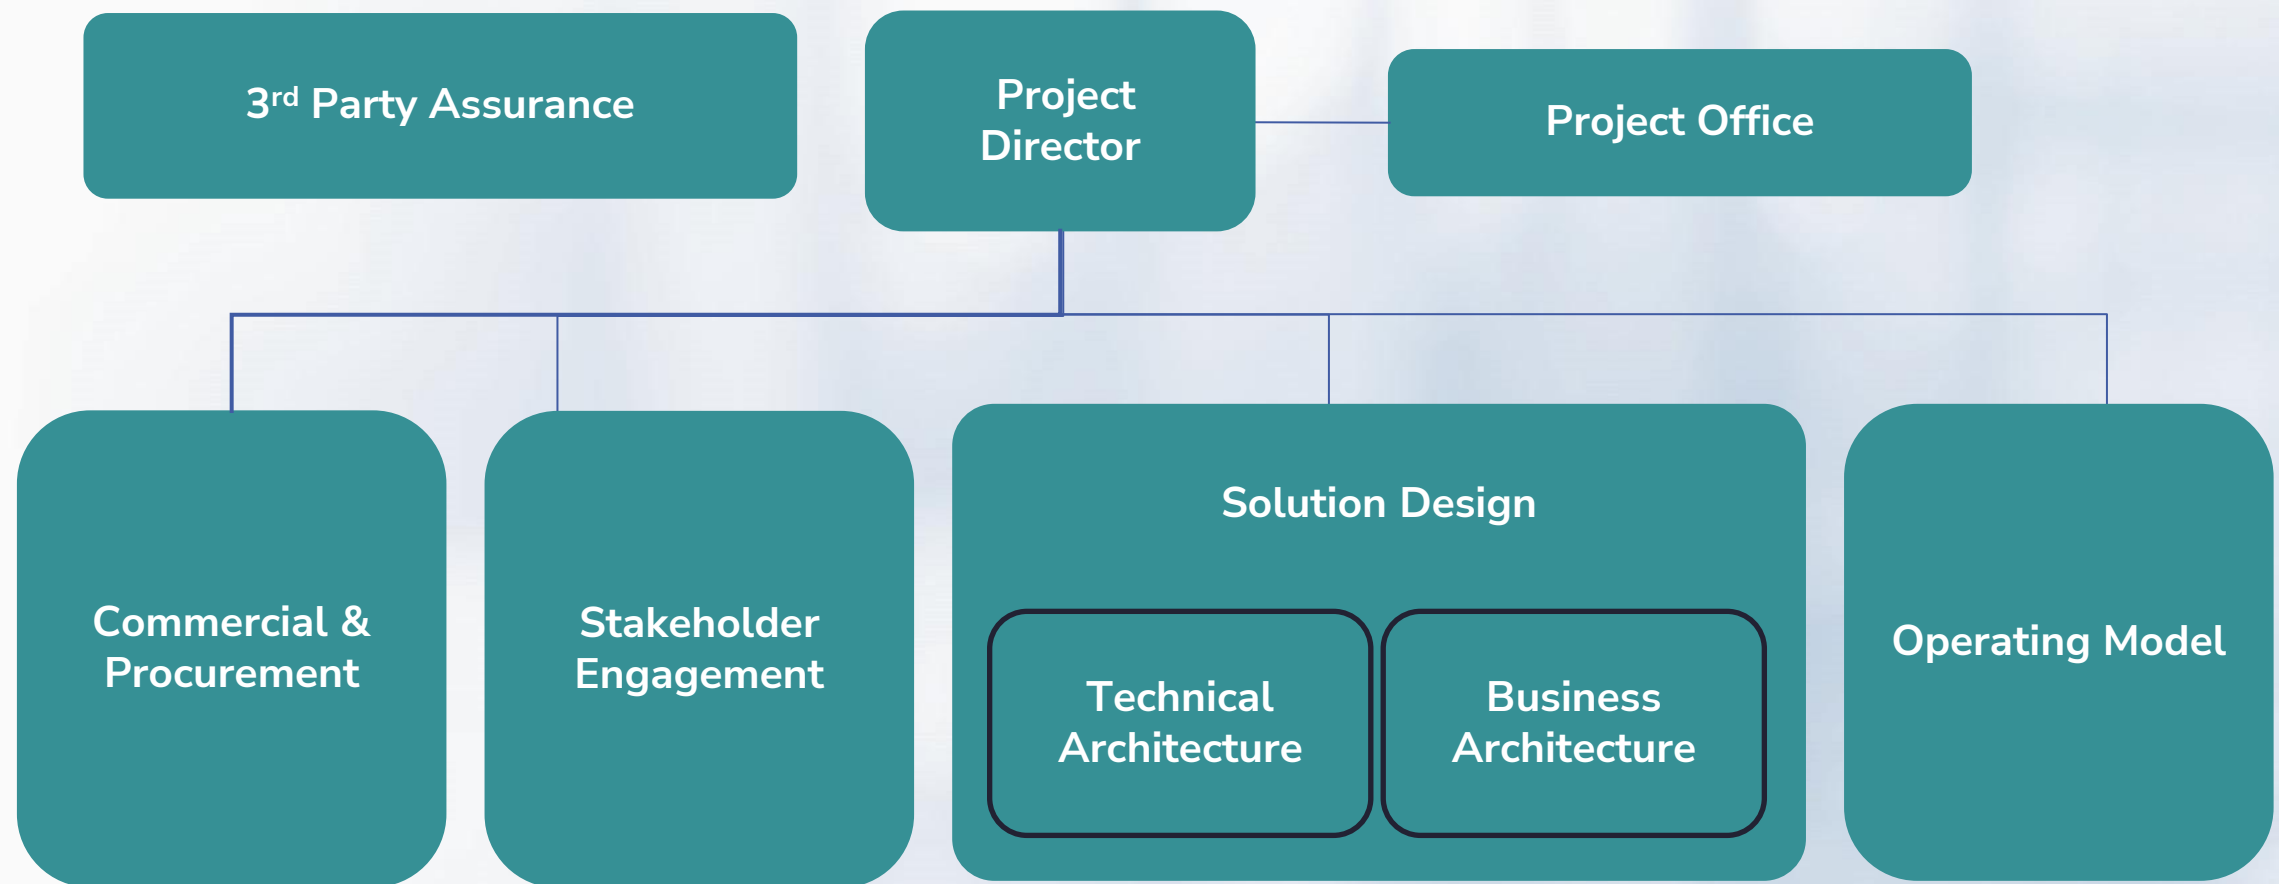 3rd Party Assurance
Project
Director
Project Office
Commercial &
Procurement
Stakeholder
Engagement
Solution Design
Technical
Architecture
Business
Architecture
Operating Model